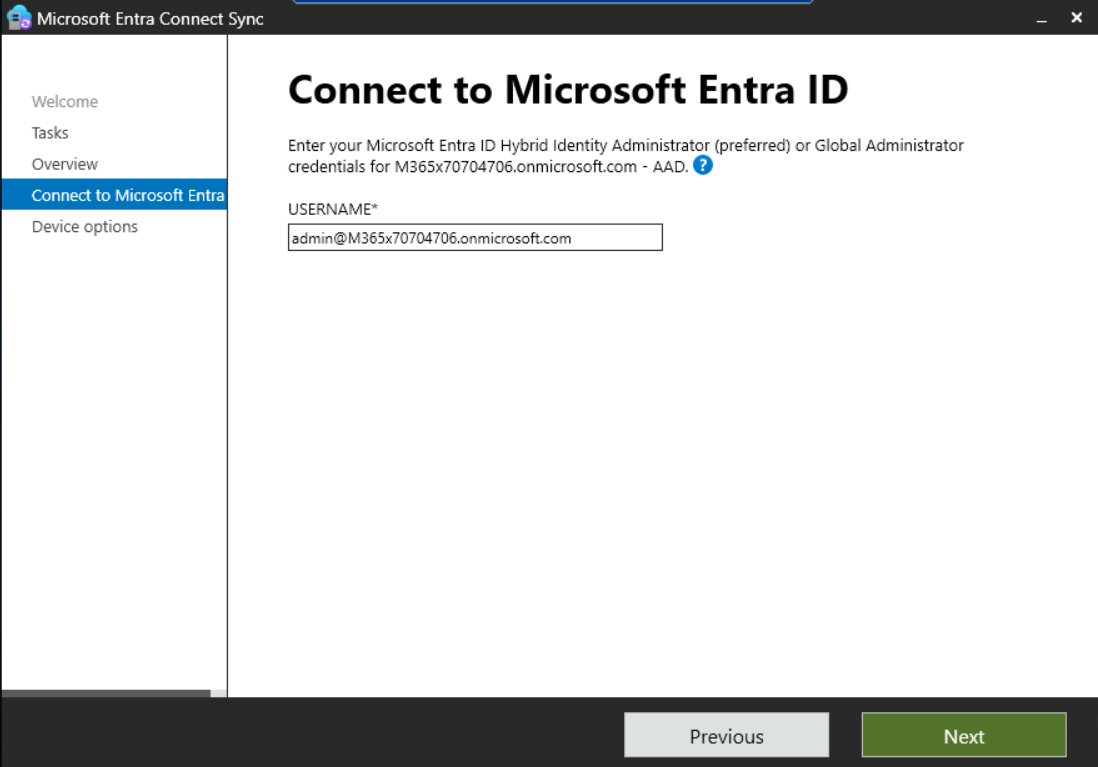 Microsoft Entra Connect Sync
Welcome
Tasks
Overview
Connect to Microsoft Entra
Device options
Connect to Microsoft Entra ID
Enter your Microsoft Entra ID Hybrid Identity Administrator (preferred) or Global Administrator
credentials for M365x70704706.onmicrosoft.com - AAD. ?
USERNAME*
admin@M365x70704706.onmicrosoft.com
Previous
Next